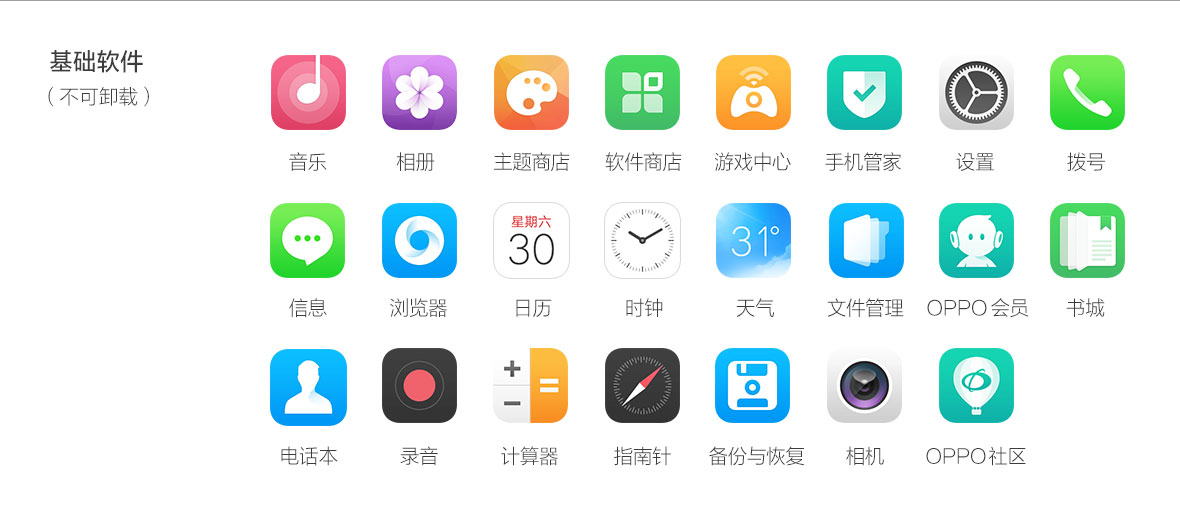 基础软件
（不可卸载）
音乐 相册 主题商店 软件商店 游戏中心 手机管家 设置 拨号
星期六
30
31°
信息 浏览器 日历 时钟 天气 文件管理 OPPO 会员 书城
电话本 录音 计算器 指南针 备份与恢复 相机 OPPO 社区